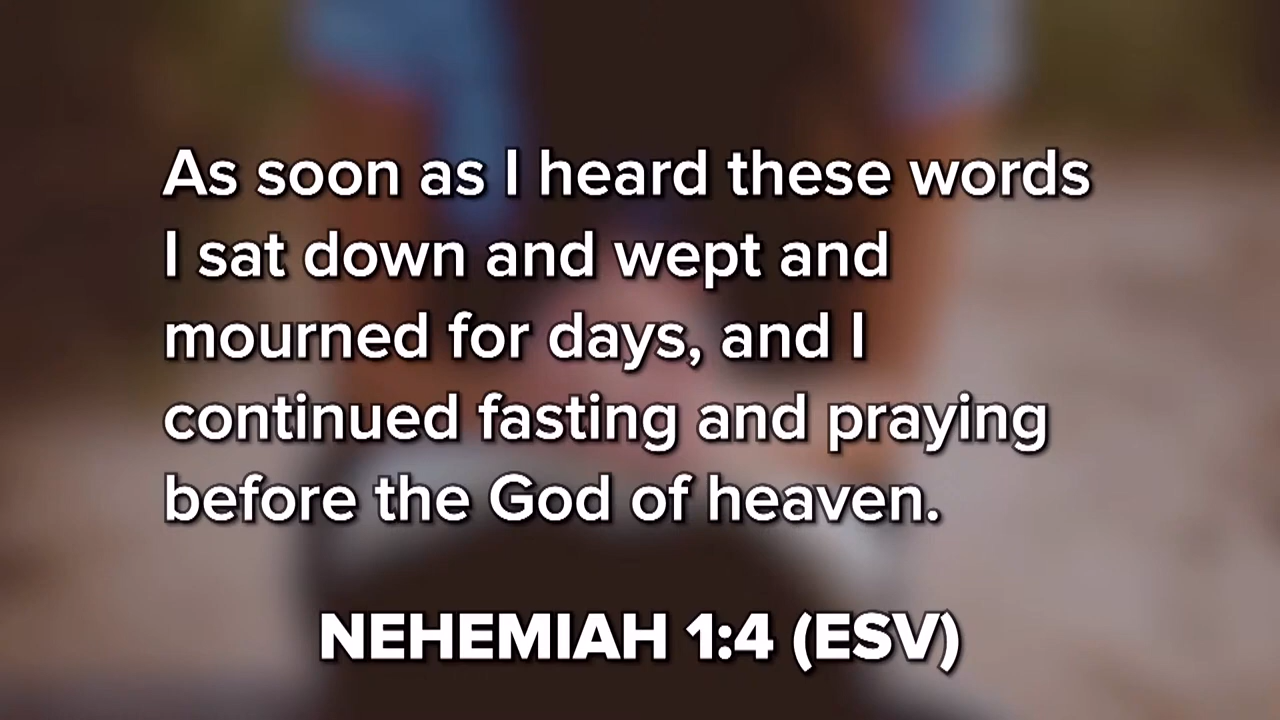 As soon as I heard these words
I sat down and wept and
mourned for days, and I
continued fasting and praying
before the God of heaven.
NEHEMIAH 1:4 (ESV)